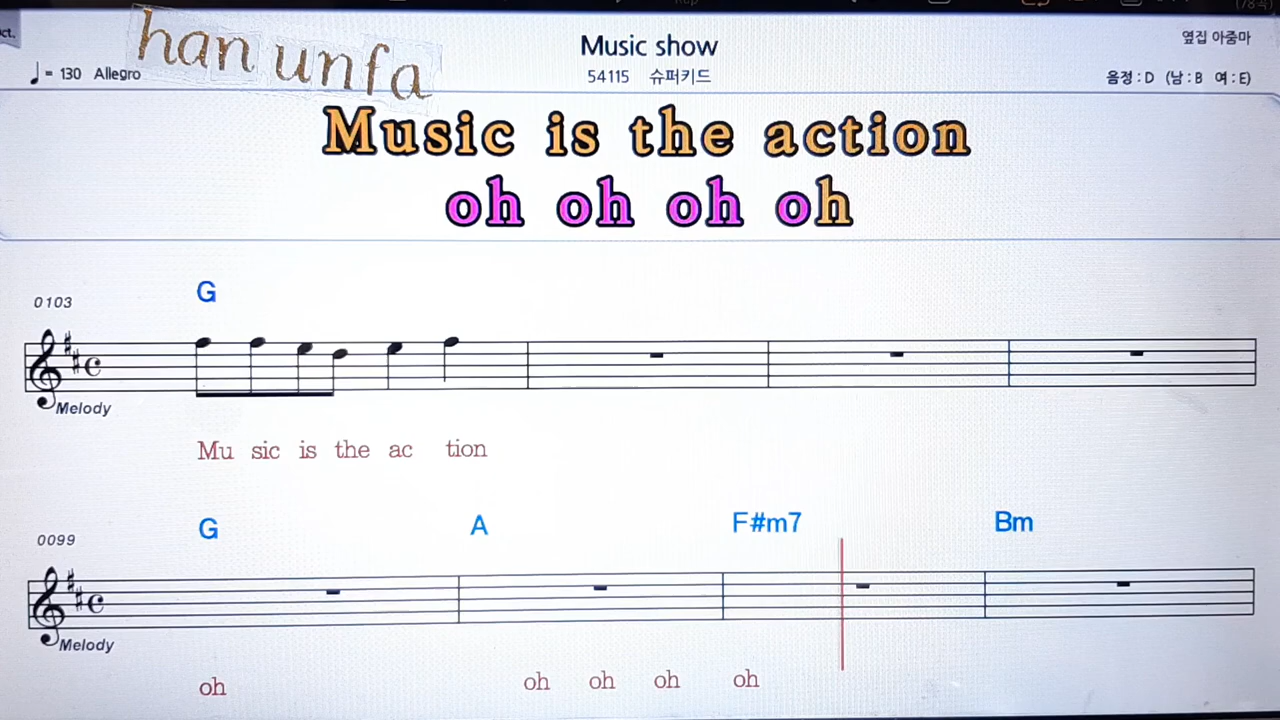 ct.
han unfa
Music show
옆집 아줌마
♩= 130 Allegro
54115 슈퍼키드
음정 : D (남 : B 여 : E)
Music is the action
oh oh oh oh
G
0103
Melody
Mu sic is the ac tion
G A F#m7 Bm
0099
Melody
oh oh oh oh oh